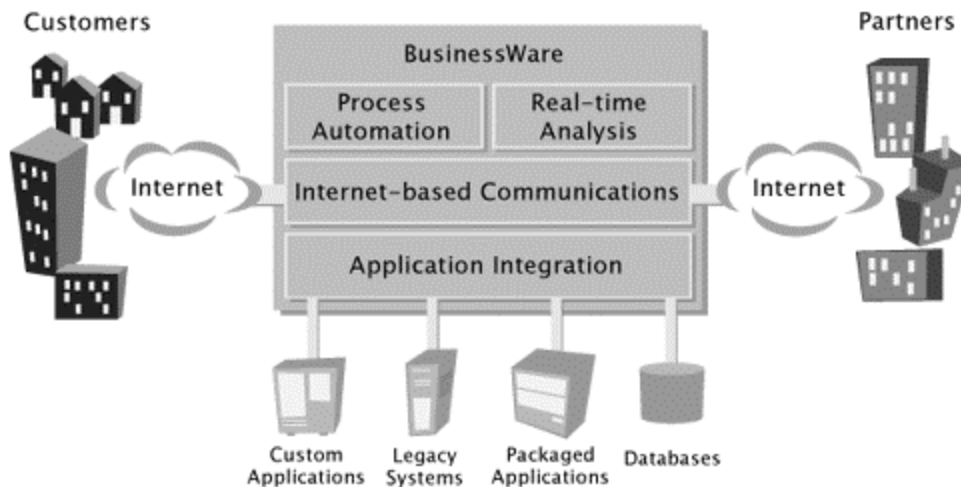 Customers
Partners
BusinessWare
Process
Automation
Real-time
Analysis
Internet
Internet-based Communications
Internet
Application Integration
Custom
Applications
Legacy
Systems
Packaged
Applications
Databases